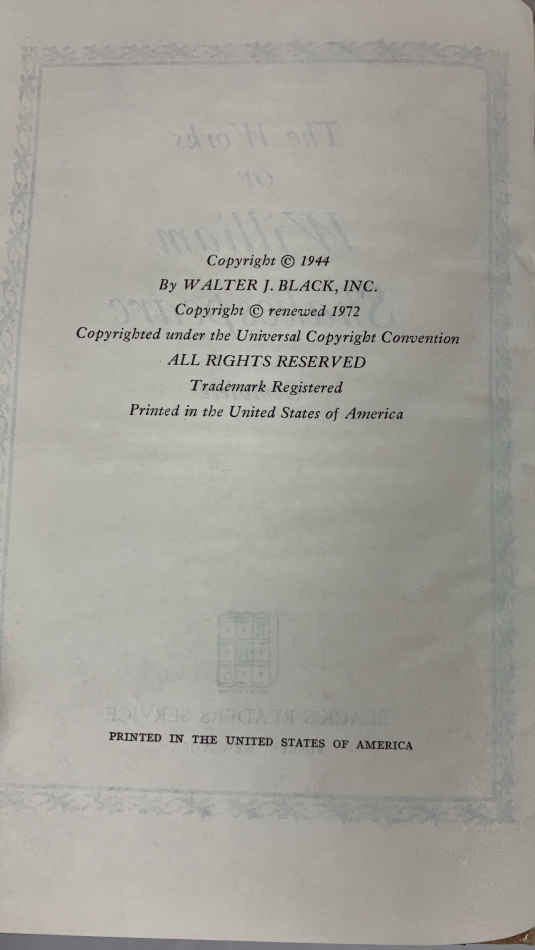 Copyright © 1944
By WALTER J. BLACK, INC.
Copyright © renewed 1972
Copyrighted under the Universal Copyright Convention
ALL RIGHTS RESERVED
Trademark Registered
Printed in the United States of America
PRINTED IN THE UNITED STATES OF AMERICA